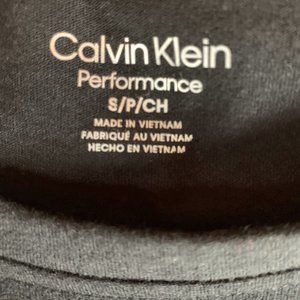 Calvin Klein
Performance
S/P/CH
MADE IN VIETNAM
FABRIQUÉ AU VIETNAM
HECHO EN VIETNAM